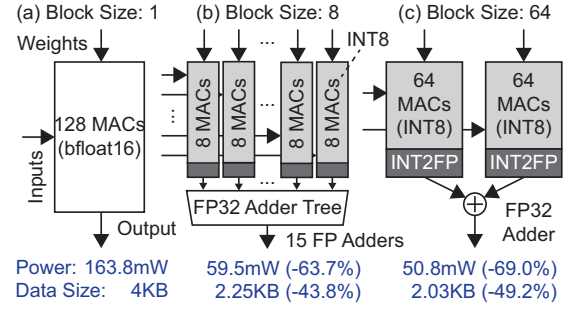 (a) Block Size: 1
(b) Block Size: 8
(c) Block Size: 64
Weights
...
INT8
128 MACs
(bfloat16)
Inputs
Output
8 MACs
8 MACs
...
8 MACs
8 MACs
...
...
FP32 Adder Tree
15 FP Adders
64
MACs
(INT8)
INT2FP
64
MACs
(INT8)
INT2FP
+
FP32
Adder
Power: 163.8mW
59.5mW (-63.7%)
50.8mW (-69.0%)
Data Size: 4KB
2.25KB (-43.8%)
2.03KB (-49.2%)